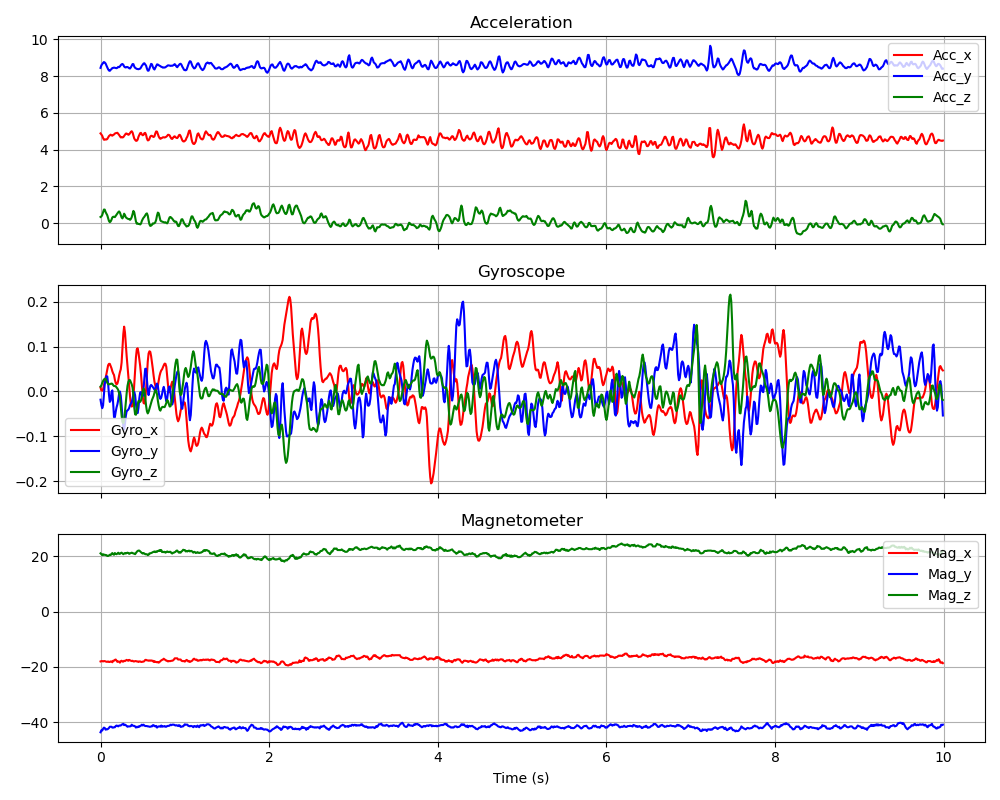 Acceleration
10
8
6
4
2
0
Acc_x
Acc_y
Acc_z
Gyroscope
0.2
0.1
0.0
−0.1
−0.2
Gyro_x
Gyro_y
Gyro_z
Magnetometer
20
0
−20
−40
Mag_x
Mag_y
Mag_z
0 2 4 6 8 10
Time (s)